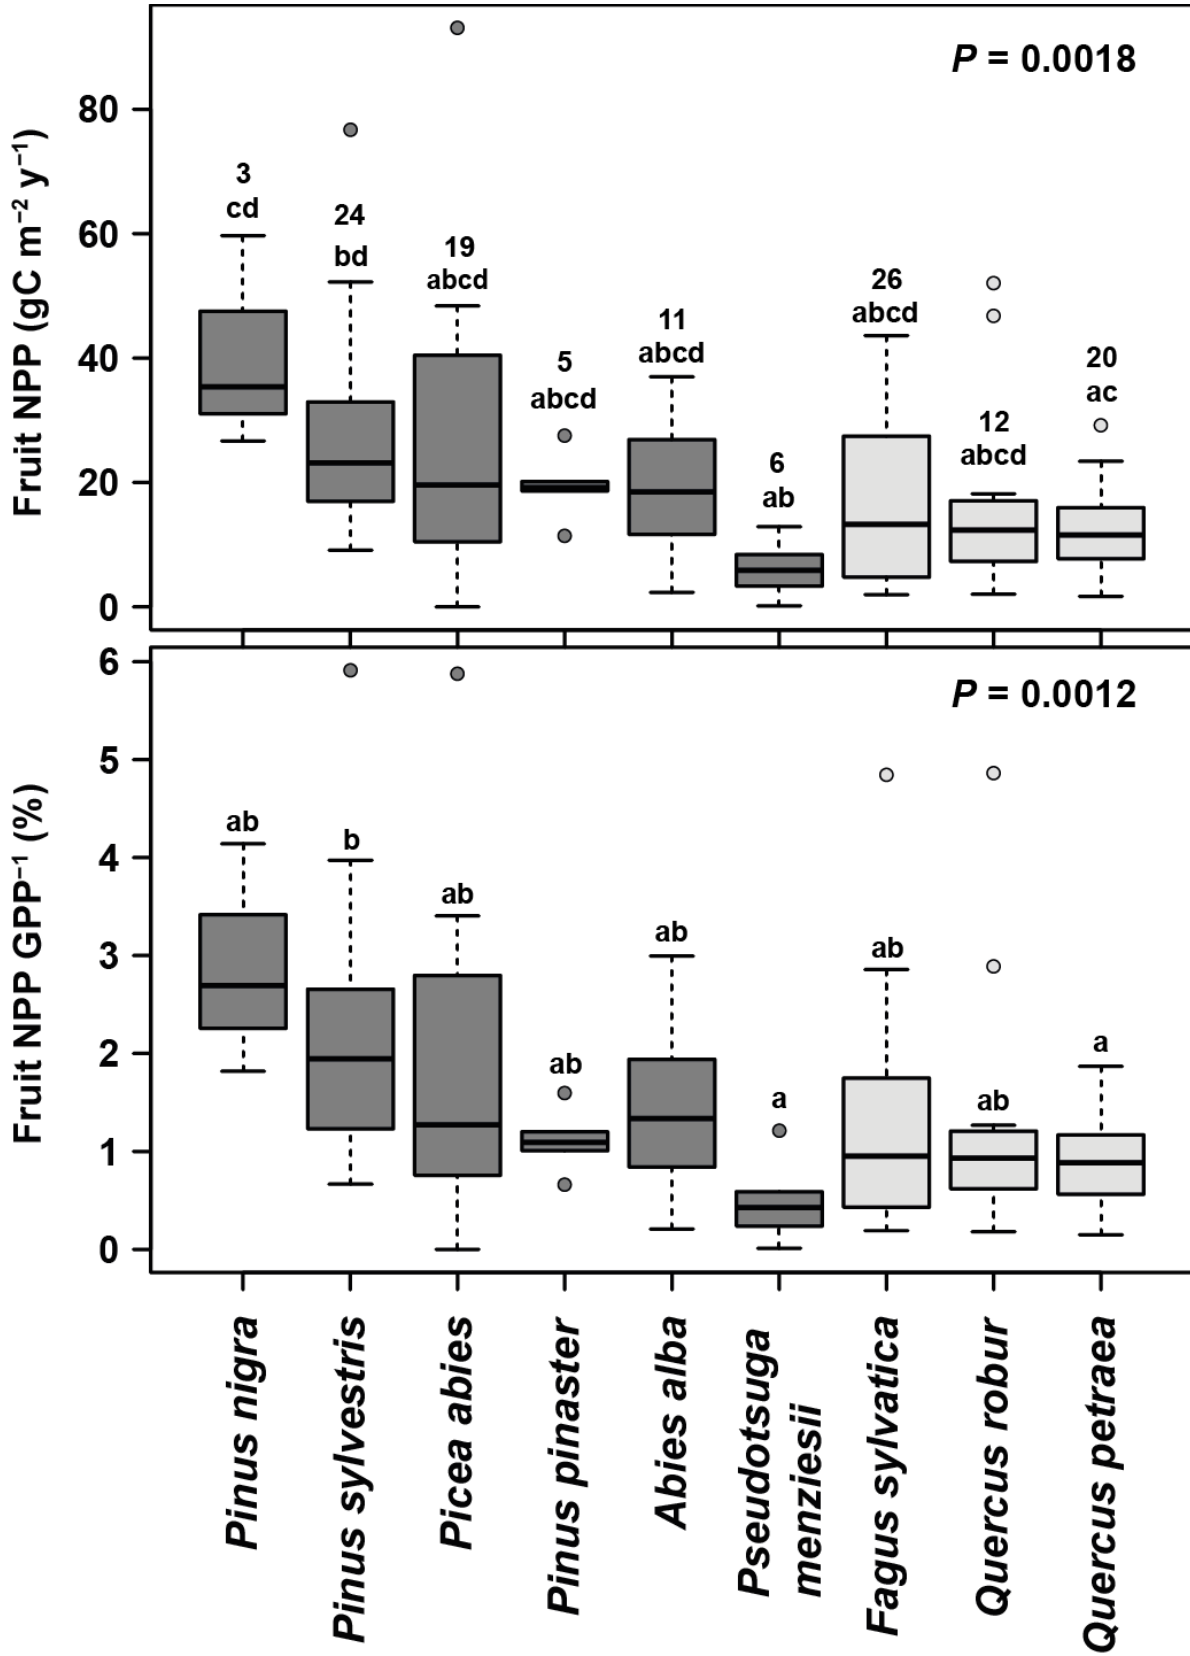 P = 0.0018
Fruit NPP (gC m⁻² y⁻¹)
80
60
40
20
0
3
cd
24
bd
19
abcd
5
abcd
11
abcd
6
ab
26
abcd
12
abcd
20
ac
P = 0.0012
Fruit NPP GPP⁻¹ (%)
6
5
4
3
2
1
0
ab
b
ab
ab
ab
a
ab
ab
a
Pinus nigra
Pinus sylvestris
Picea abies
Pinus pinaster
Abies alba
Pseudotsuga
menziesii
Fagus sylvatica
Quercus robur
Quercus petraea